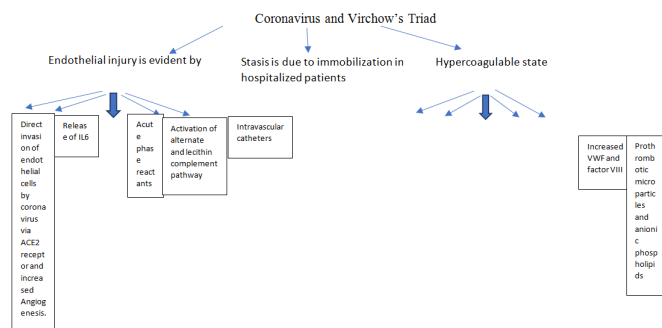 Coronavirus and Virchow's Triad
Endothelial injury is evident by
Stasis is due to immobilization in
hospitalized patients
Hypercoagulable state
Direct
invasi
on of
endot
helial
cells
by
corona
virus
via
ACE2
recept
or and
increa
sed
Angiog
enesis.
Releas
e of IL6
Acut
e
phas
e
react
ants
Activation of
alternate
and lecithin
complement
pathway
Intravascular
catheters
Increased
VWF and
factor VIII
Proth
romb
otic
micro
partic
les
and
anioni
c
phosp
holipi
ds